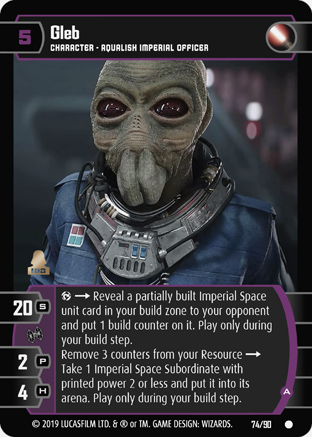 5
Gleb
CHARACTER - AQUALISH IMPERIAL OFFICER
20 S
2 P
4 H
→ Reveal a partially built Imperial Space
unit card in your build zone to your opponent
and put 1 build counter on it. Play only during
your build step.
Remove 3 counters from your Resource →
Take 1 Imperial Space Subordinate with
printed power 2 or less and put it into its
arena. Play only during your build step.
A
© 2019 LUCASFILM LTD. & ® or TM. GAME DESIGN: WIZARDS. 74/90